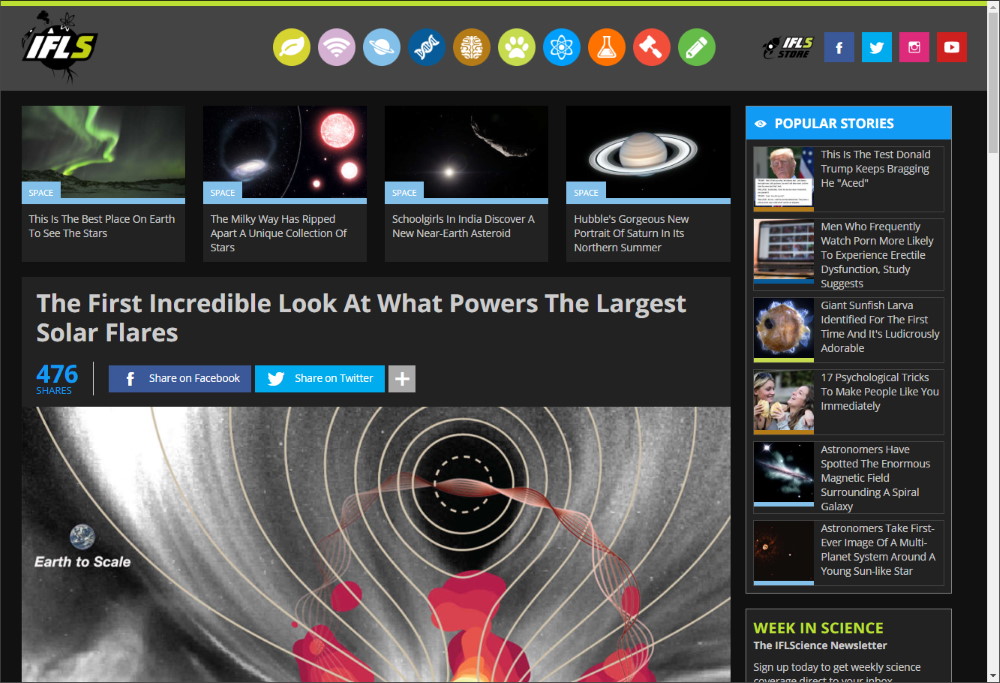 IFLS
IFLS
STORE
SPACE
This Is The Best Place On Earth
To See The Stars
SPACE
The Milky Way Has Ripped
Apart A Unique Collection Of
Stars
SPACE
Schoolgirls In India Discover A
New Near-Earth Asteroid
SPACE
Hubble's Gorgeous New
Portrait Of Saturn In Its
Northern Summer
The First Incredible Look At What Powers The Largest
Solar Flares
476
SHARES
Share on Facebook
Share on Twitter
Earth to Scale
POPULAR STORIES
This Is The Test Donald
Trump Keeps Bragging
He "Aced"
Men Who Frequently
Watch Porn More Likely
To Experience Erectile
Dysfunction, Study
Suggests
Giant Sunfish Larva
Identified For The First
Time And It's Ludicrously
Adorable
17 Psychological Tricks
To Make People Like You
Immediately
Astronomers Have
Spotted The Enormous
Magnetic Field
Surrounding A Spiral
Galaxy
Astronomers Take First-
Ever Image Of A Multi-
Planet System Around A
Young Sun-like Star
WEEK IN SCIENCE
The IFLScience Newsletter
Sign up today to get weekly science
coverage direct to your inbox